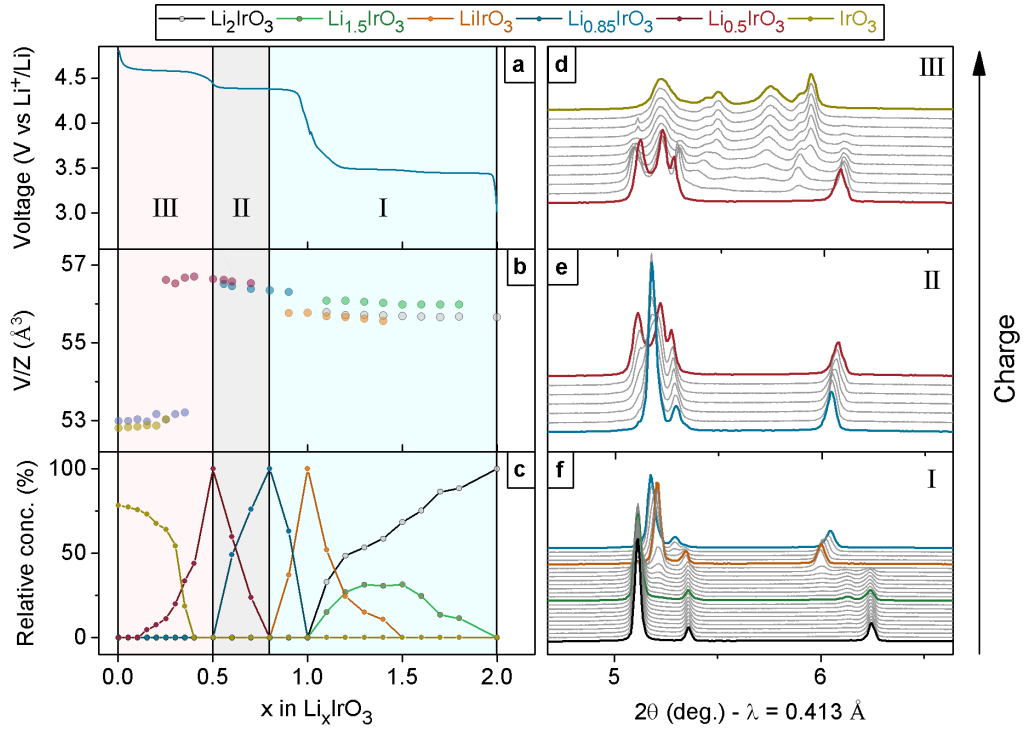 Li₂IrO₃ Li₁.₅IrO₃ LiIrO₃ Li₀.₈₅IrO₃ Li₀.₅IrO₃ IrO₃
Voltage (V vs Li⁺/Li)
4.5
4.0
3.5
3.0
a
III
II
I
V/Z (Å³)
57
55
53
b
Relative conc. (%)
100
50
0
c
0.0 0.5 1.0 1.5 2.0
x in LiₓIrO₃
d
III
e
II
f
I
5 6
2θ (deg.) - λ = 0.413 Å
Charge